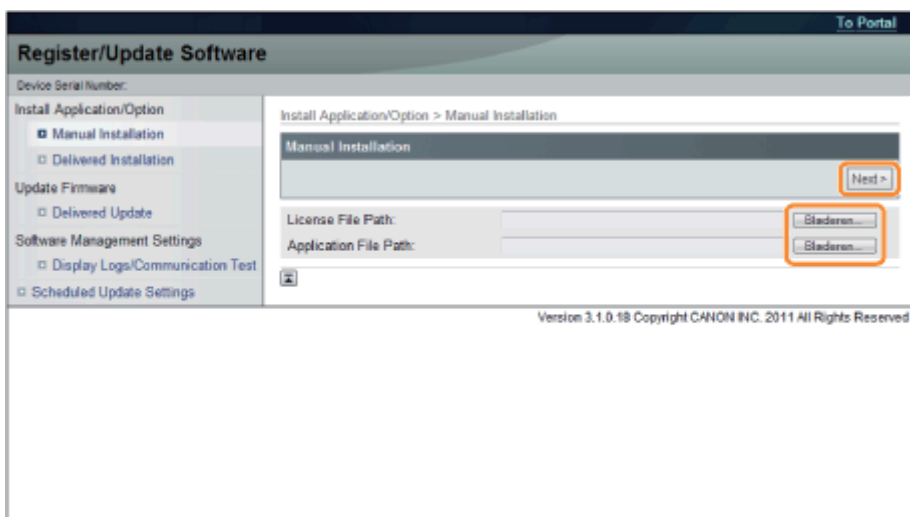 To Portal
Register/Update Software
Device Serial Number:
Install Application/Option
Manual Installation
Delivered Installation
Update Firmware
Delivered Update
Software Management Settings
Display Logs/Communication Test
Scheduled Update Settings
Install Application/Option > Manual Installation
Manual Installation
Next >
License File Path: Bladeren...
Application File Path: Bladeren...
Version 3.1.0.18 Copyright CANON INC. 2011 All Rights Reserved